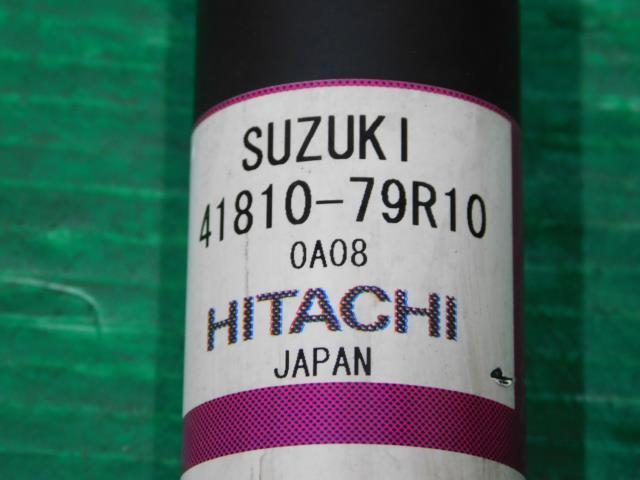 SUZUKI
41810-79R10
0A08
HITACHI
JAPAN